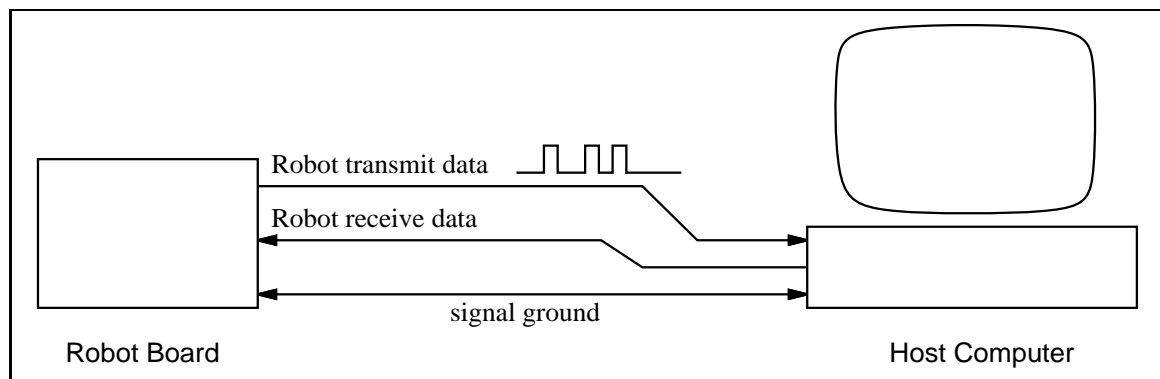 Robot transmit data
Robot receive data
signal ground
Robot Board
Host Computer